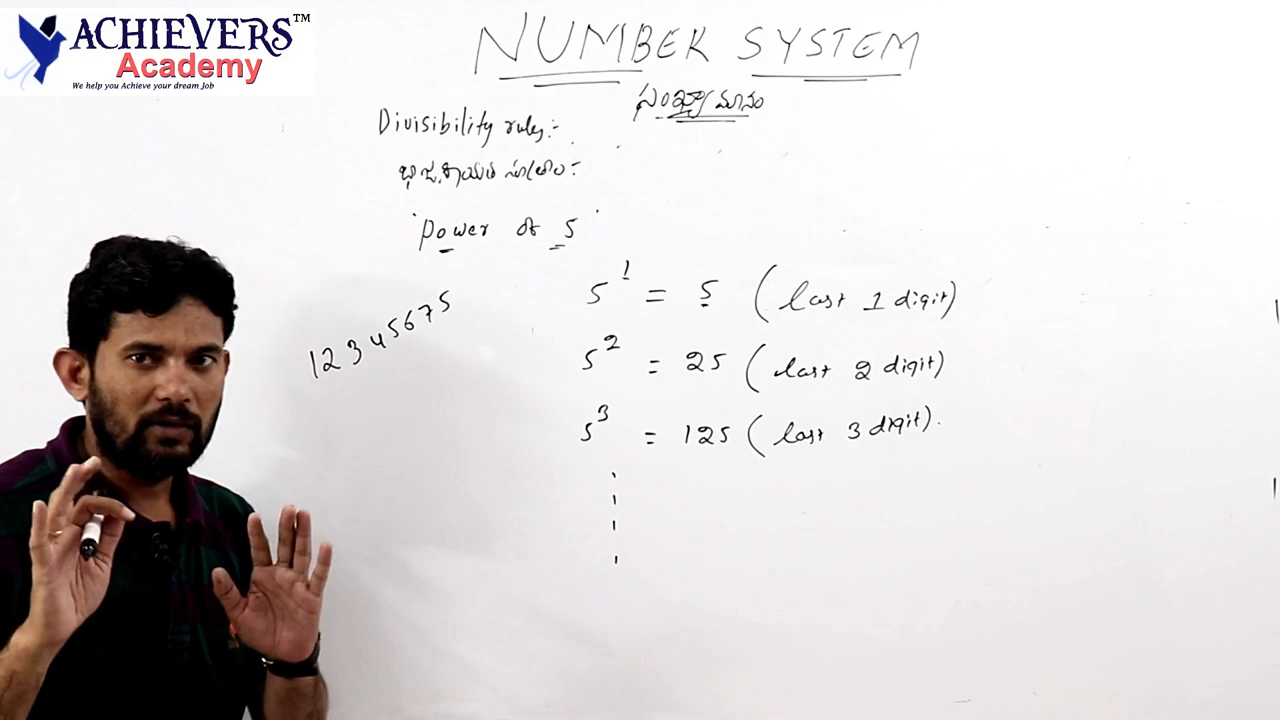 ACHIEVERS™
Academy
We help you Achieve your dream Job
NUMBER SYSTEM
సంఖ్యామానం
Divisibility rules:-
power of 5
12345675
5¹ = 5 (last 1 digit)
5² = 25 (last 2 digit)
5³ = 125 (last 3 digit).